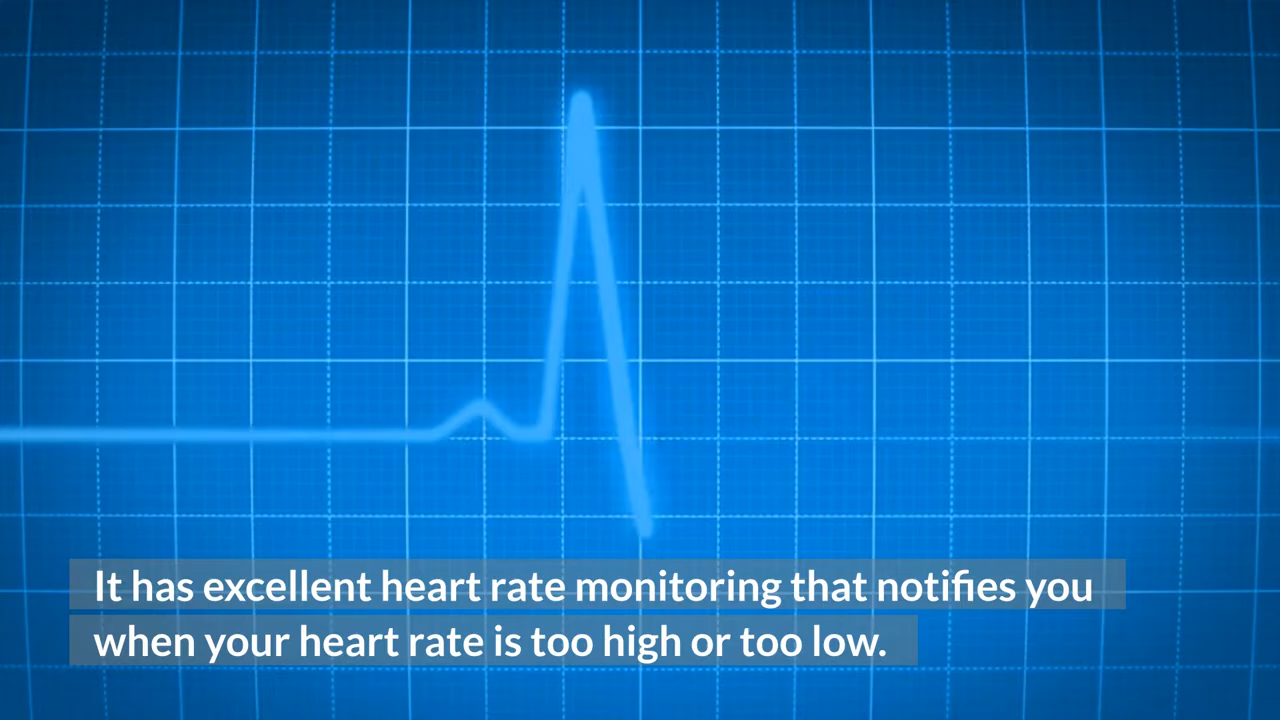 It has excellent heart rate monitoring that notifies you
when your heart rate is too high or too low.